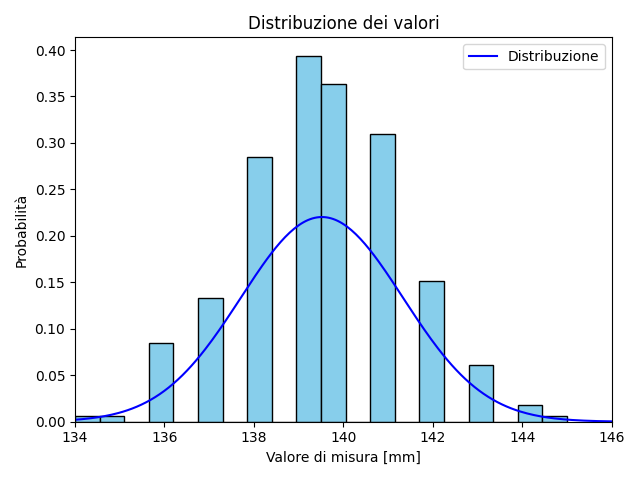 Distribuzione dei valori
Distribuzione
0.40
0.35
0.30
0.25
0.20
0.15
0.10
0.05
0.00
Probabilità
134 136 138 140 142 144 146
Valore di misura [mm]